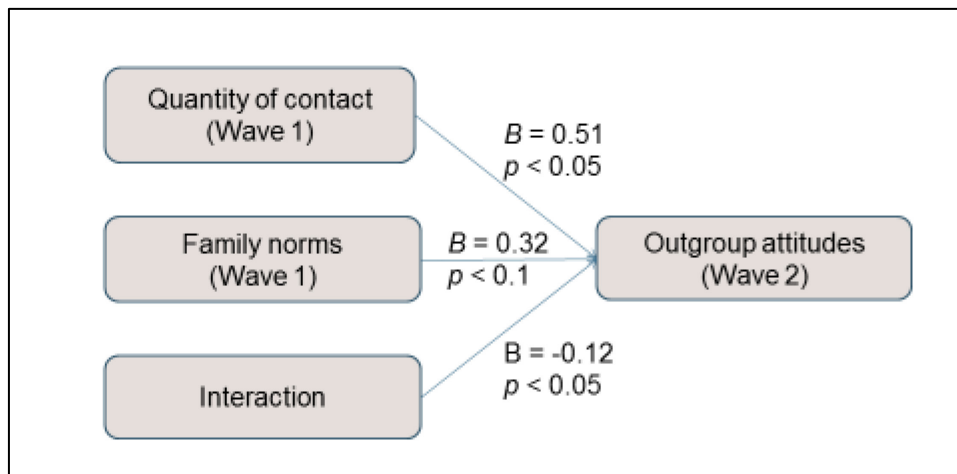 Quantity of contact
(Wave 1)
B = 0.51
p < 0.05
Family norms
(Wave 1)
B = 0.32
p < 0.1
Outgroup attitudes
(Wave 2)
B = -0.12
p < 0.05
Interaction